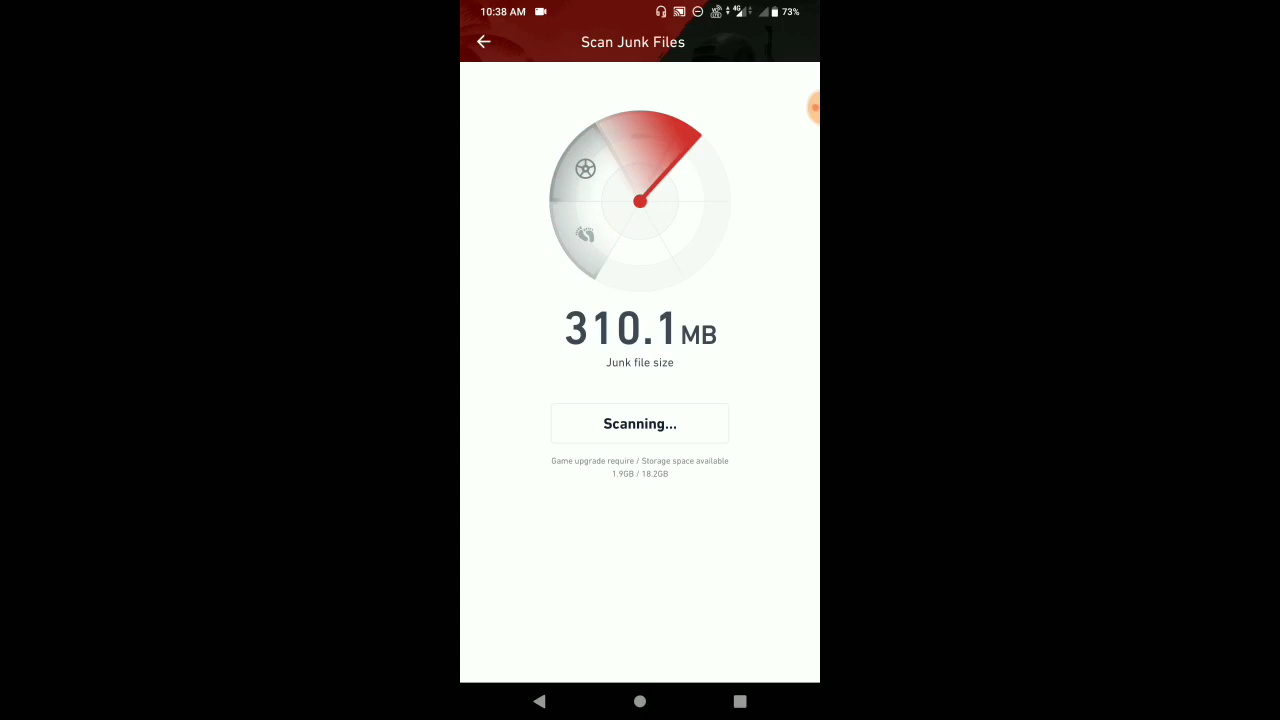 10:38 AM
4G
73%
Scan Junk Files
310.1MB
Junk file size
Scanning...
Game upgrade require / Storage space available
1.9GB / 18.2GB